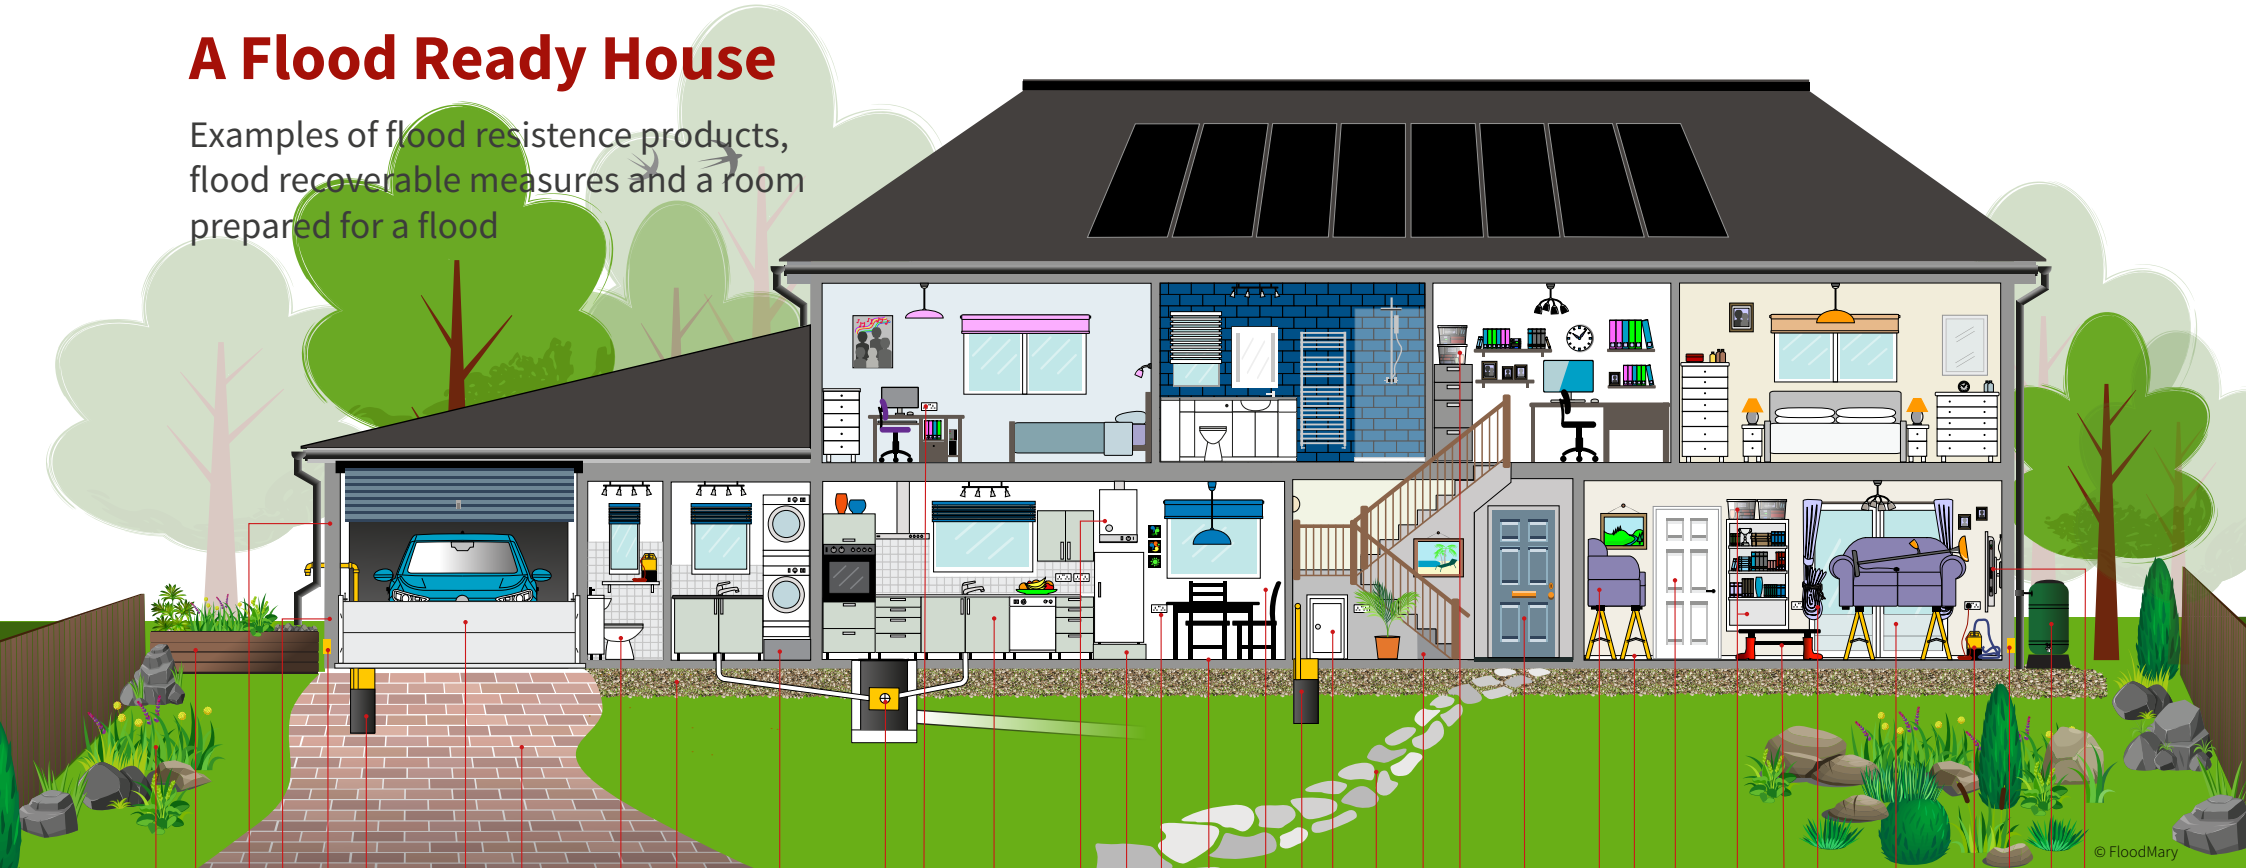 A Flood Ready House
Examples of flood resistence products,
flood recoverable measures and a room
prepared for a flood
© FloodMary